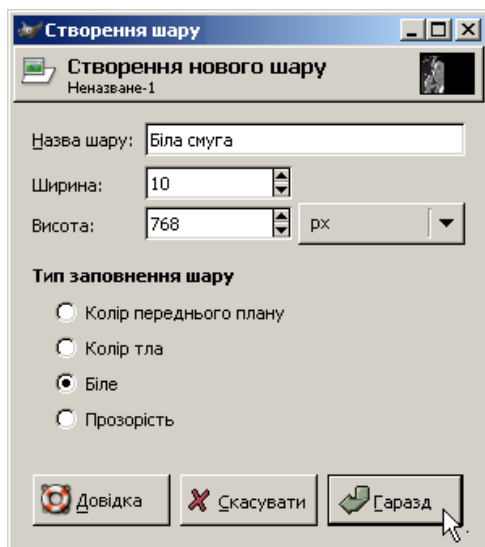 Створення шару
Створення нового шару
Неназване-1
Назва шару: Біла смуга
Ширина: 10
Висота: 768 px
Тип заповнення шару
Колір переднього плану
Колір тла
Біле
Прозорість
Довідка Скасувати Гаразд